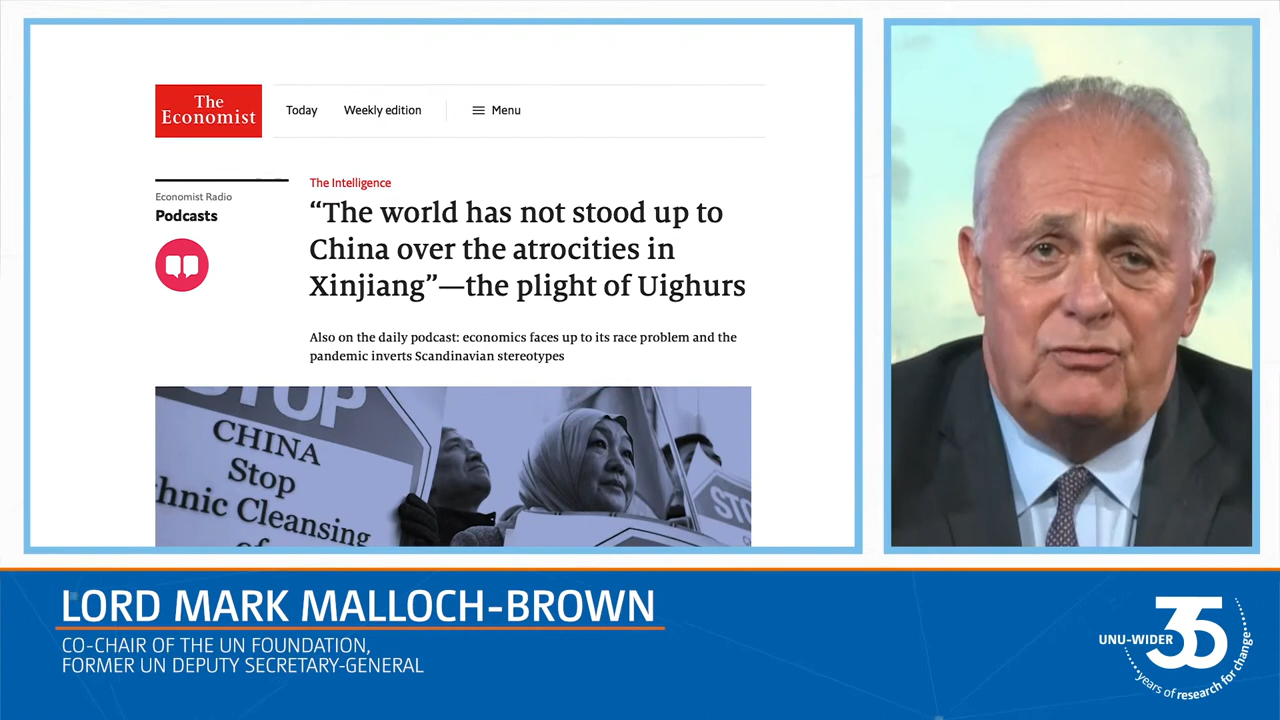 The
Economist
Today Weekly edition Menu
Economist Radio
Podcasts
The Intelligence
“The world has not stood up to
China over the atrocities in
Xinjiang”—the plight of Uighurs
Also on the daily podcast: economics faces up to its race problem and the
pandemic inverts Scandinavian stereotypes
STOP
CHINA
Stop
hnic Cleansing
of
STO
LORD MARK MALLOCH-BROWN
CO-CHAIR OF THE UN FOUNDATION,
FORMER UN DEPUTY SECRETARY-GENERAL
UNU-WIDER 35
years of research for change